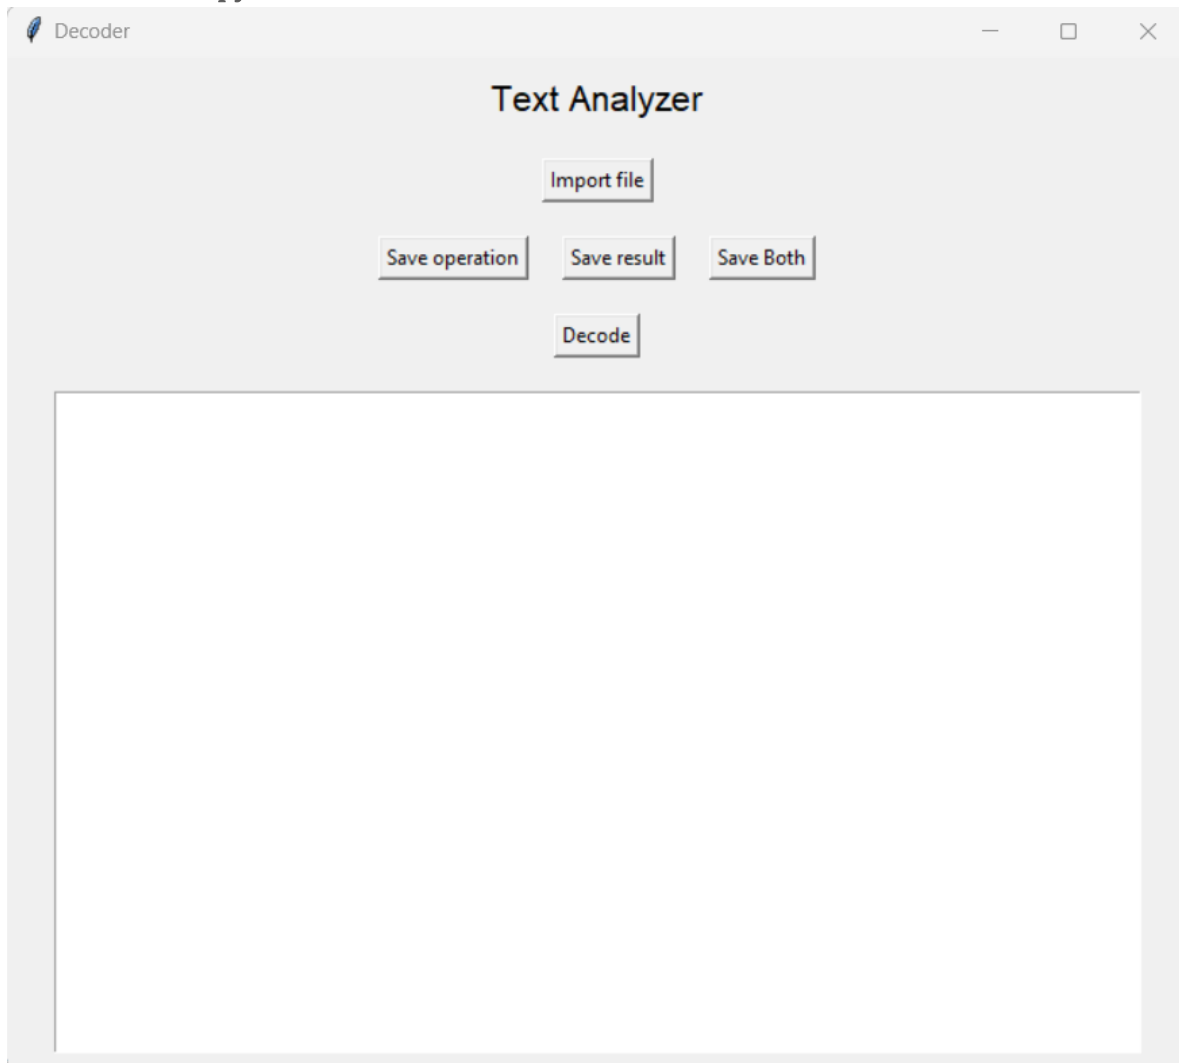 Decoder
Text Analyzer
Import file
Save operation Save result Save Both
Decode